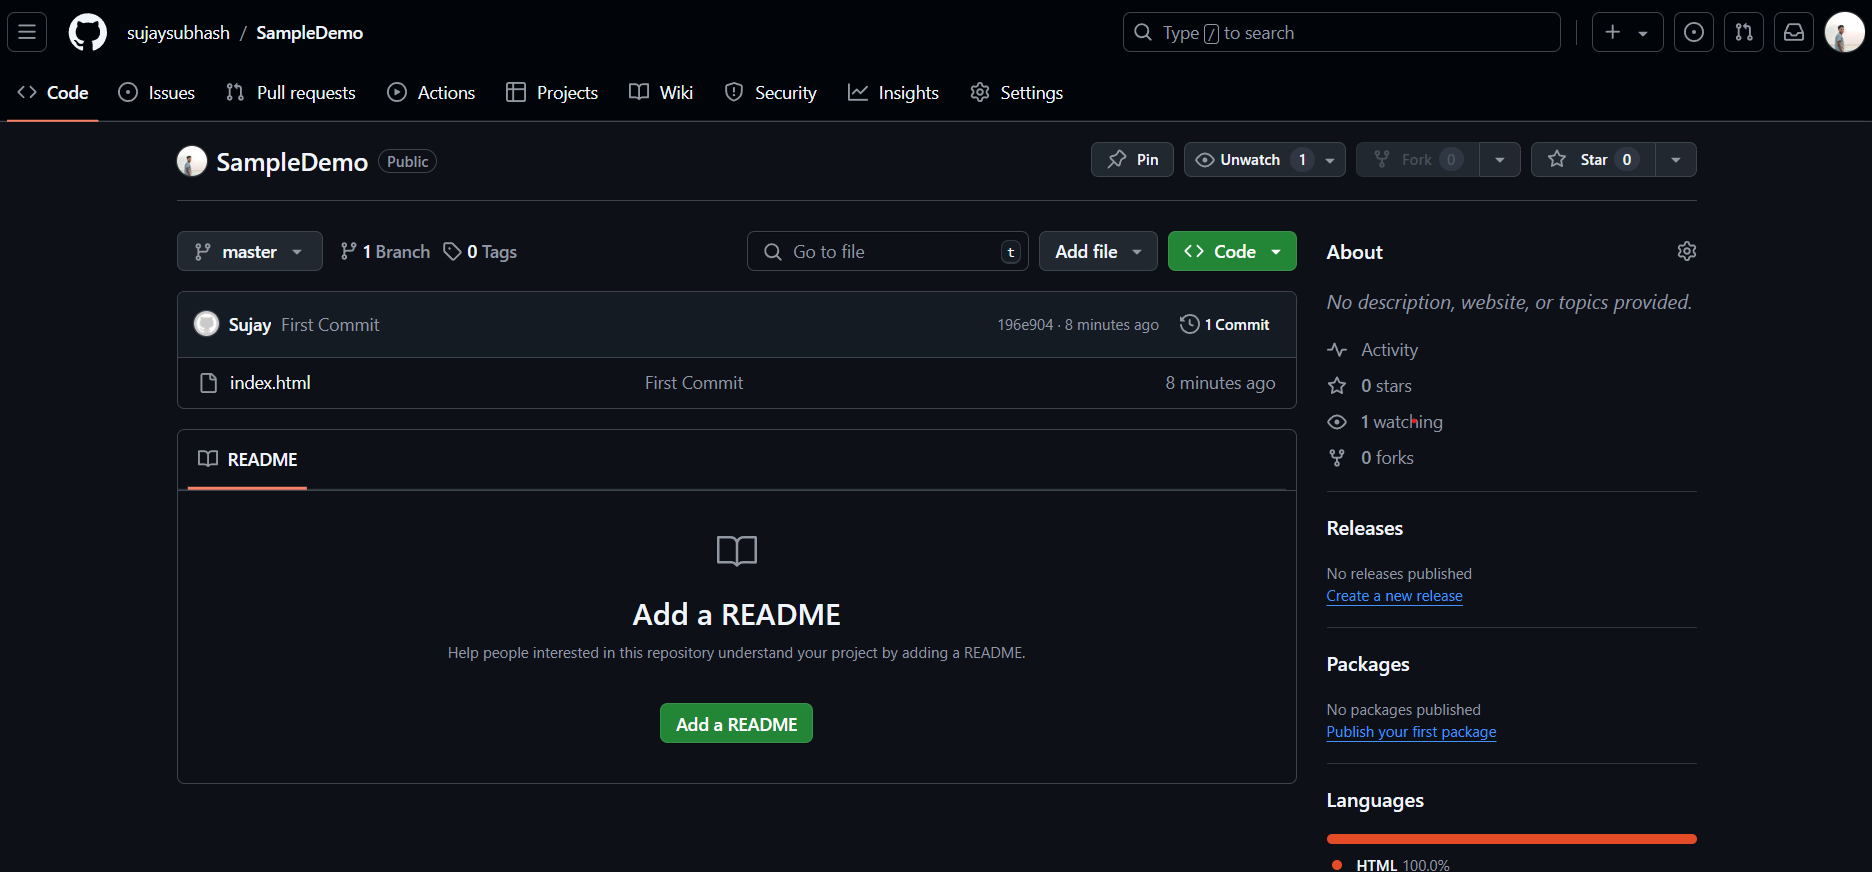 sujaysubhash / SampleDemo
Type / to search
Code Issues Pull requests Actions Projects Wiki Security Insights Settings
SampleDemo Public
Pin Unwatch 1 Fork 0 Star 0
master 1 Branch 0 Tags Go to file t Add file Code
Sujay First Commit 196e904 · 8 minutes ago 1 Commit
index.html First Commit 8 minutes ago
README
Add a README
Help people interested in this repository understand your project by adding a README.
Add a README
About
No description, website, or topics provided.
Activity
0 stars
1 watching
0 forks
Releases
No releases published
Create a new release
Packages
No packages published
Publish your first package
Languages
HTML 100.0%